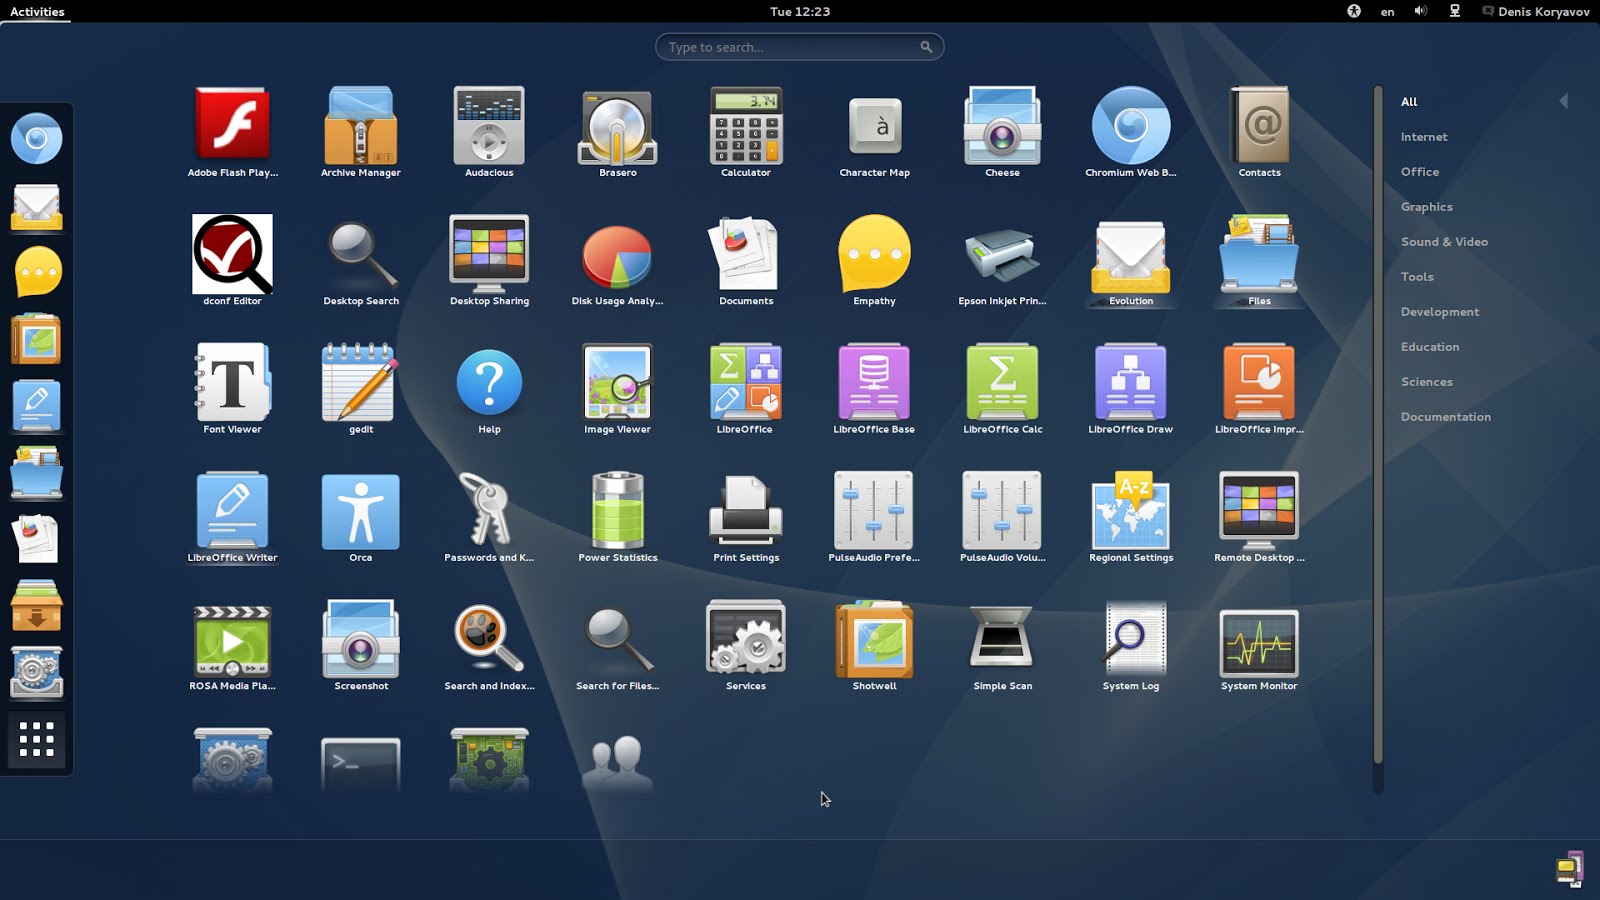 Activities
Tue 12:23
en
Denis Koryavov
Type to search...
Adobe Flash Play...
Archive Manager
Audacious
Brasero
Calculator
Character Map
Cheese
Chromium Web B...
Contacts
dconf Editor
Desktop Search
Desktop Sharing
Disk Usage Analy...
Documents
Empathy
Epson Inkjet Prin...
Evolution
Files
Font Viewer
gedit
Help
Image Viewer
LibreOffice
LibreOffice Base
LibreOffice Calc
LibreOffice Draw
LibreOffice Impr...
LibreOffice Writer
Orca
Passwords and K...
Power Statistics
Print Settings
PulseAudio Prefe...
PulseAudio Volu...
Regional Settings
Remote Desktop ...
ROSA Media Pla...
Screenshot
Search and Index...
Search for Files...
Services
Shotwell
Simple Scan
System Log
System Monitor
All
Internet
Office
Graphics
Sound & Video
Tools
Development
Education
Sciences
Documentation